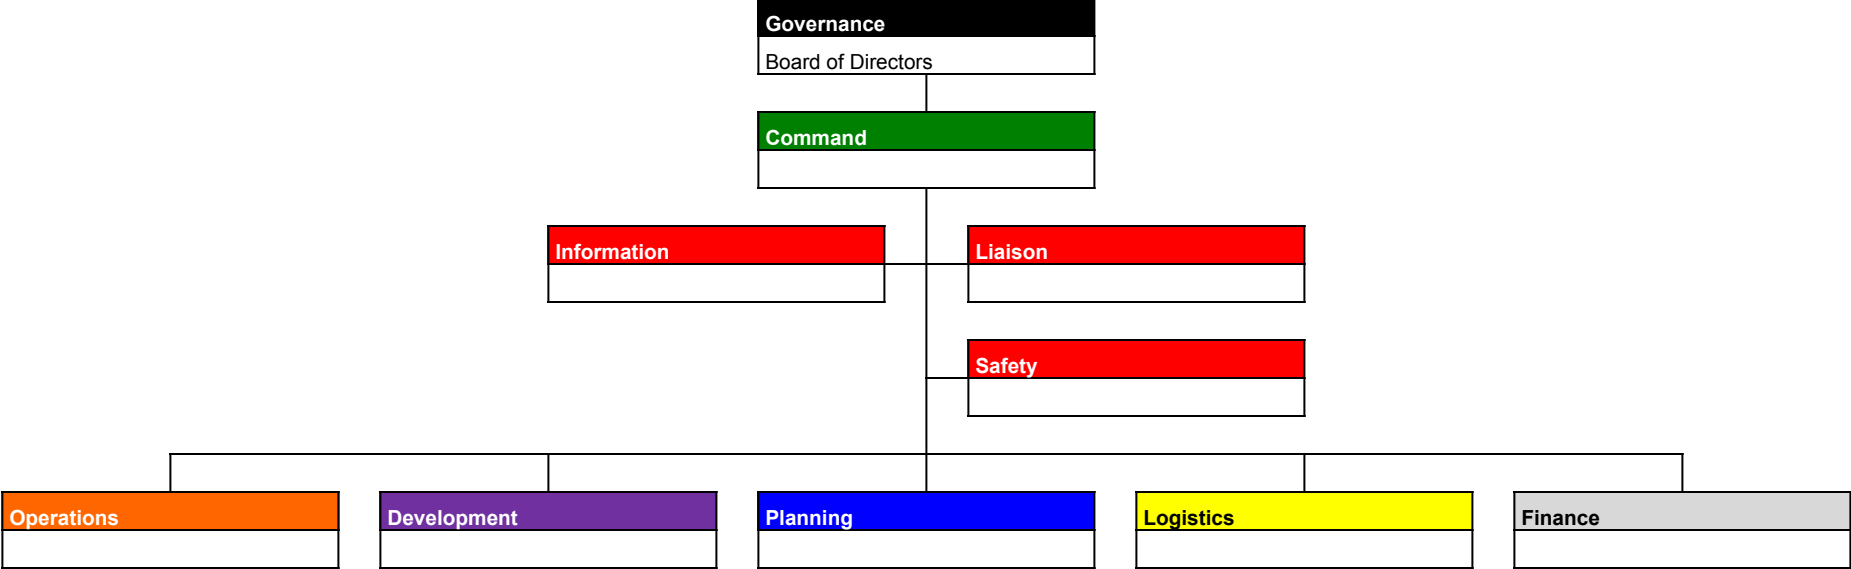 Governance
Board of Directors
Command
Information
Liaison
Safety
Operations
Development
Planning
Logistics
Finance